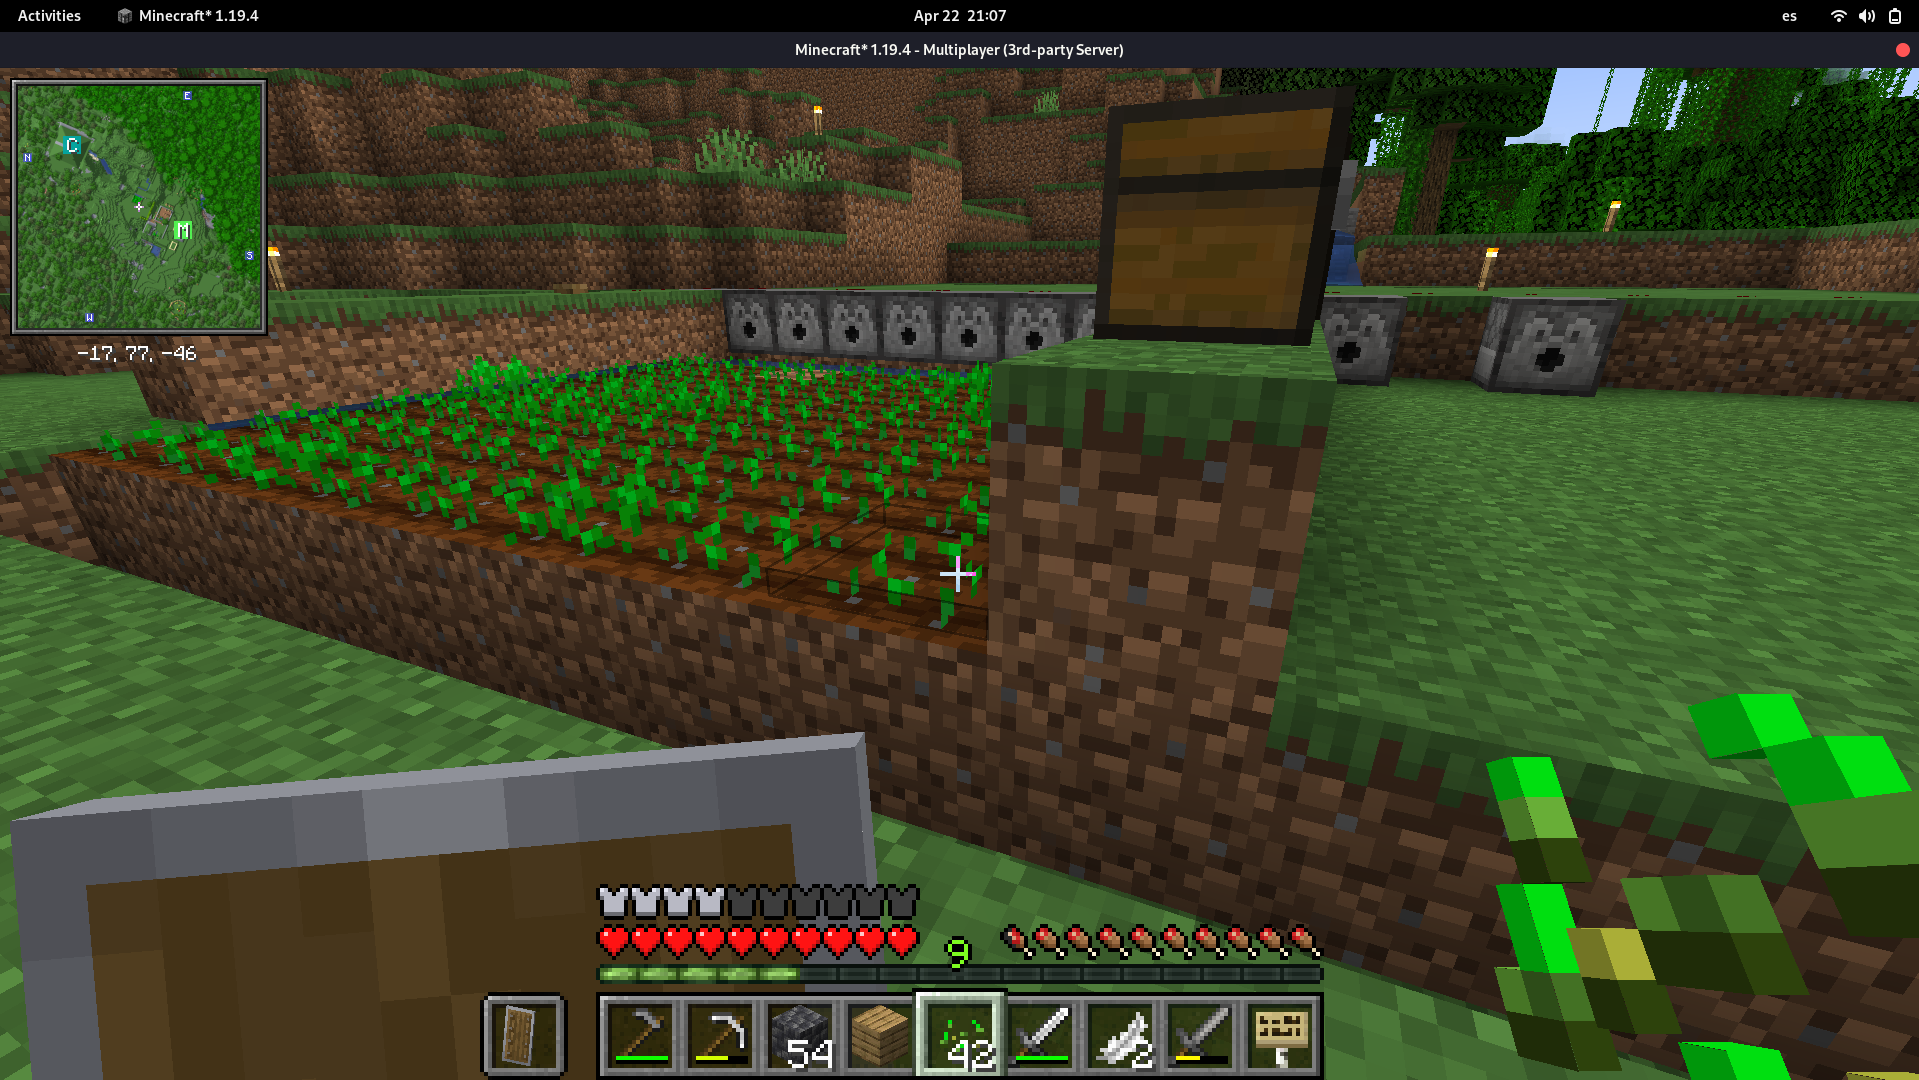 Activities
Minecraft* 1.19.4
Apr 22 21:07
es
Minecraft* 1.19.4 - Multiplayer (3rd-party Server)
E
C
N
M
S
W
-17, 77, -46
9
54
42
2